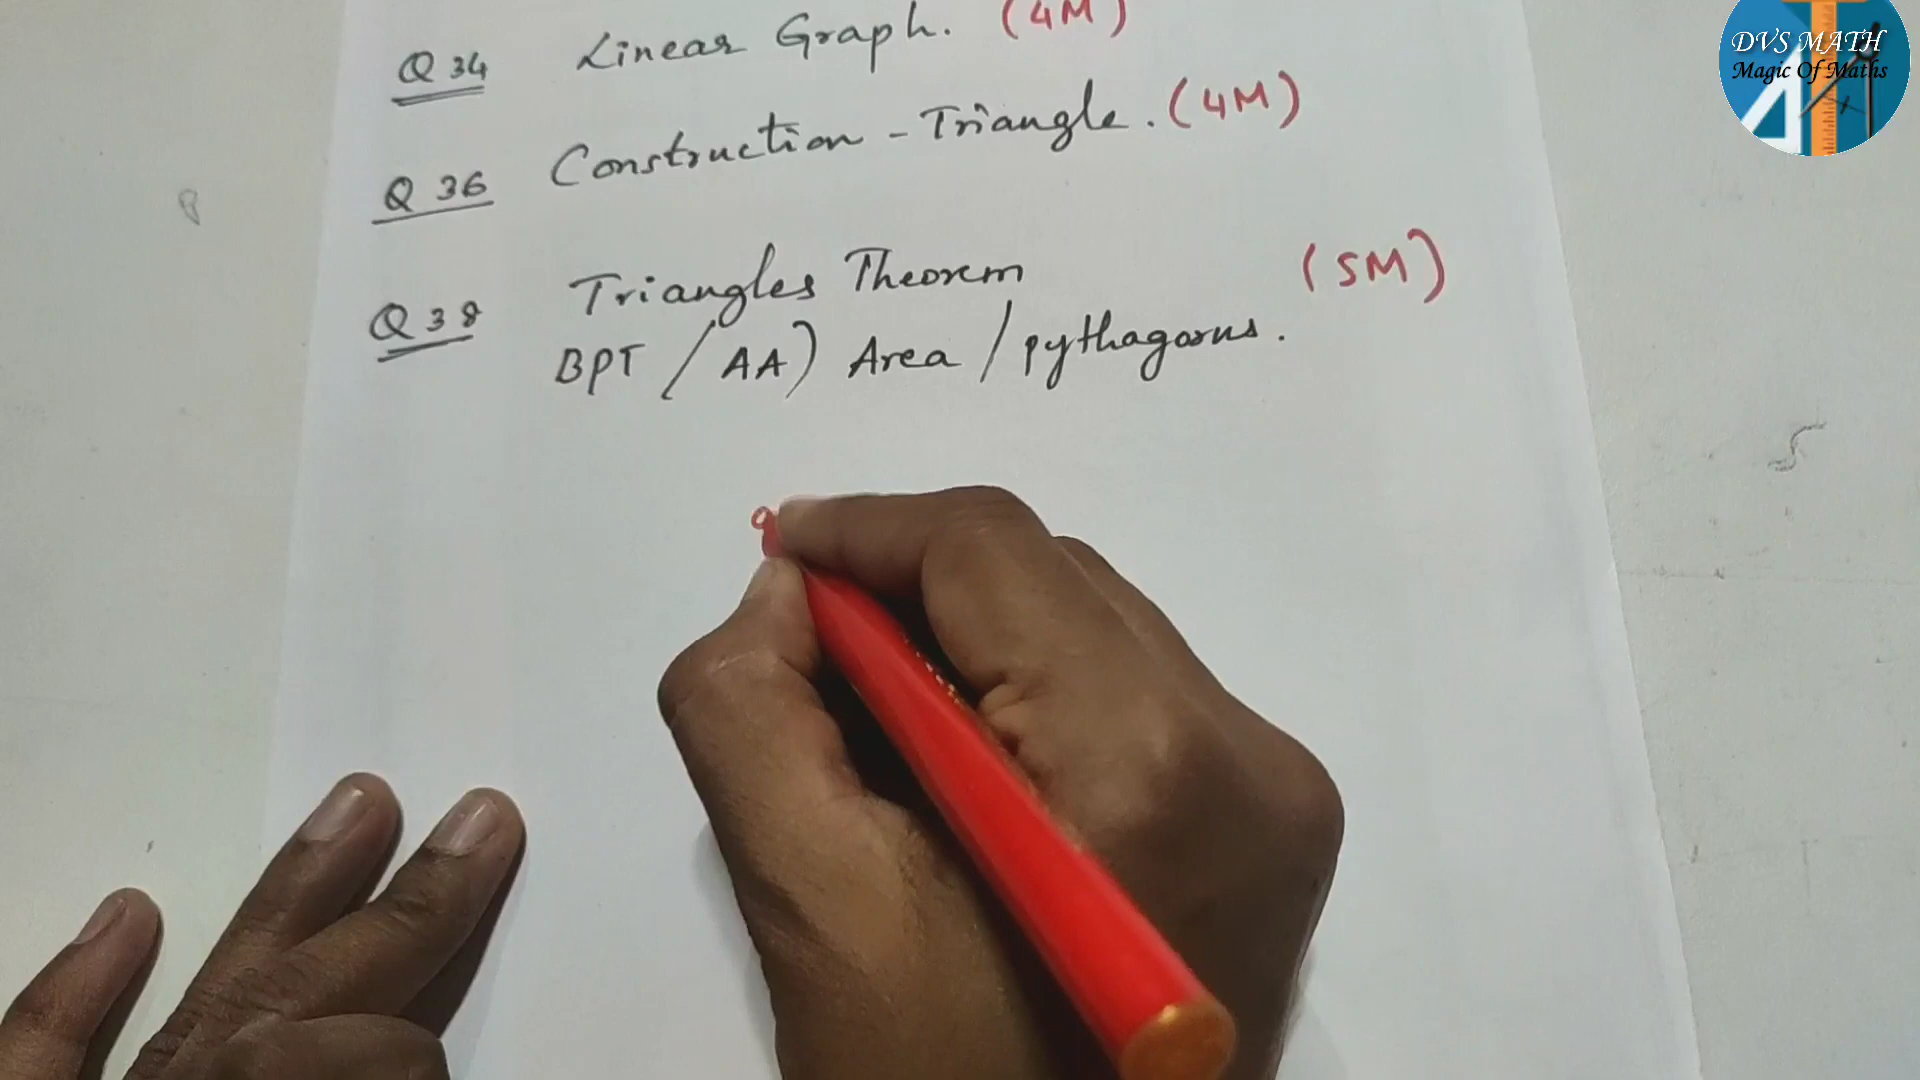 Q 34 Linear Graph. (4M)
Q 36 Construction - Triangle. (4M)
Q 38 Triangles Theorem (5M)
BPT / AA) Area / pythagorus.
DVS MATH
Magic Of Maths